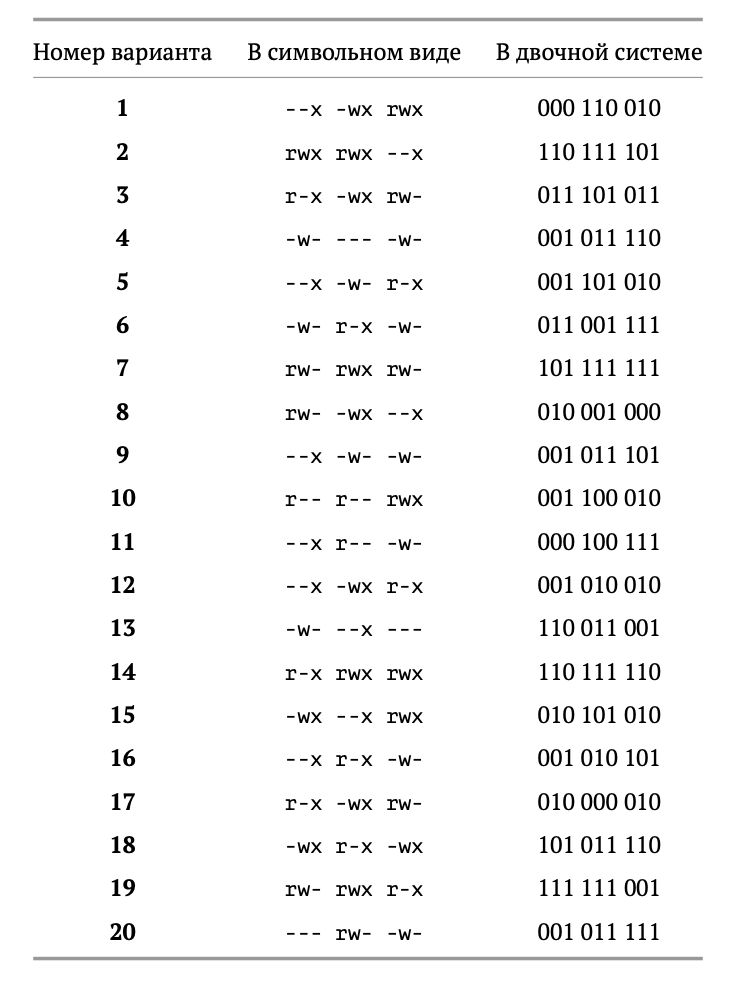 Номер варианта В символьном виде В двочной системе
1 --x -wx rwx 000 110 010
2 rwx rwx --x 110 111 101
3 r-x -wx rw- 011 101 011
4 -w- --- -w- 001 011 110
5 --x -w- r-x 001 101 010
6 -w- r-x -w- 011 001 111
7 rw- rwx rw- 101 111 111
8 rw- -wx --x 010 001 000
9 --x -w- -w- 001 011 101
10 r-- r-- rwx 001 100 010
11 --x r-- -w- 000 100 111
12 --x -wx r-x 001 010 010
13 -w- --x --- 110 011 001
14 r-x rwx rwx 110 111 110
15 -wx --x rwx 010 101 010
16 --x r-x -w- 001 010 101
17 r-x -wx rw- 010 000 010
18 -wx r-x -wx 101 011 110
19 rw- rwx r-x 111 111 001
20 --- rw- -w- 001 011 111